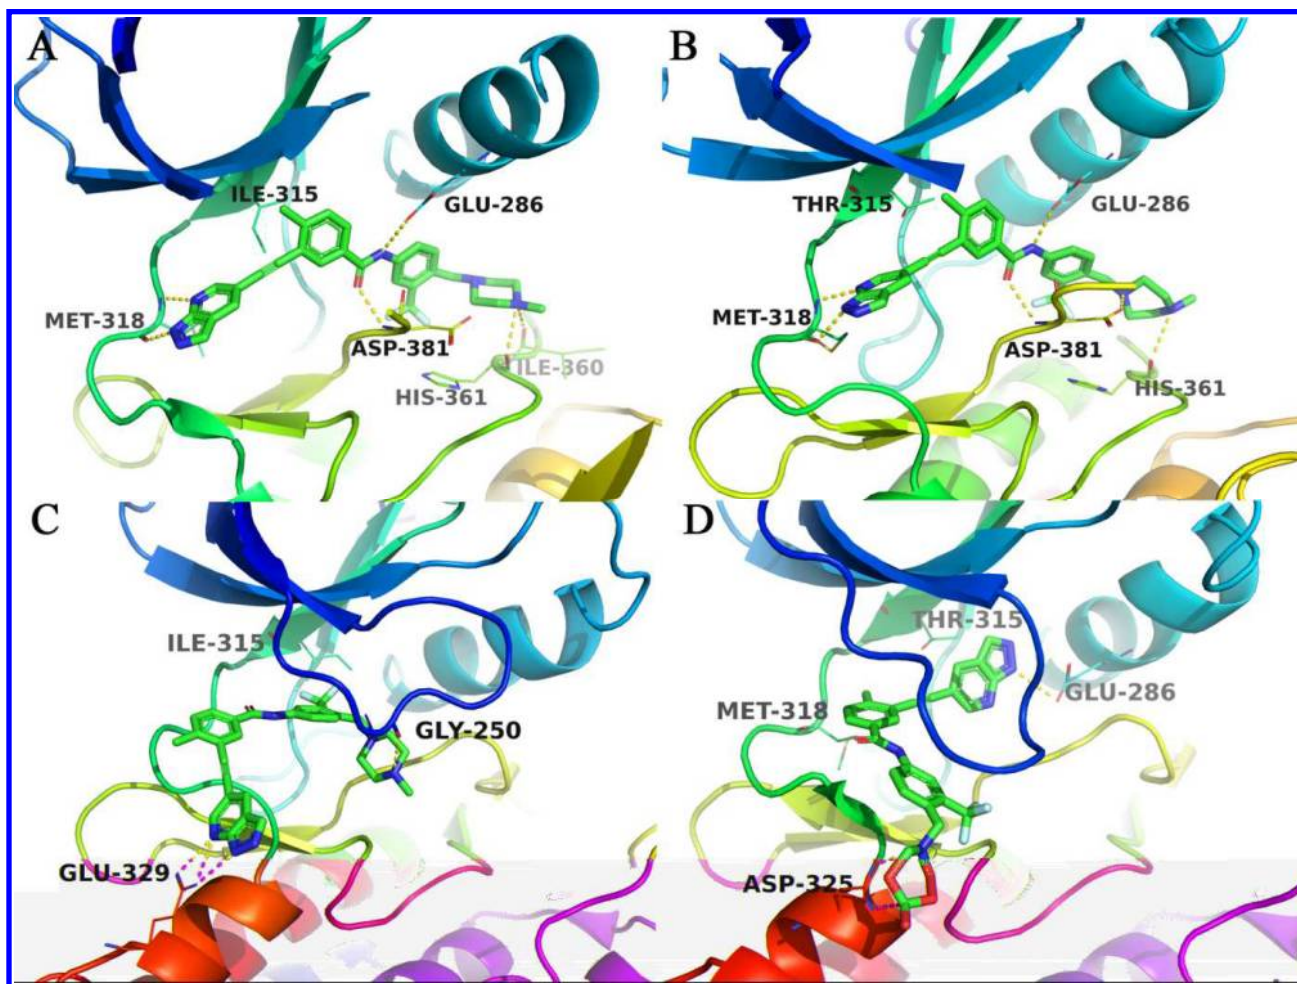 A
B
ILE-315
GLU-286
THR-315
GLU-286
MET-318
ASP-381
ILE-360
HIS-361
MET-318
ASP-381
HIS-361
C
D
ILE-315
GLY-250
GLU-329
THR-315
GLU-286
MET-318
ASP-325